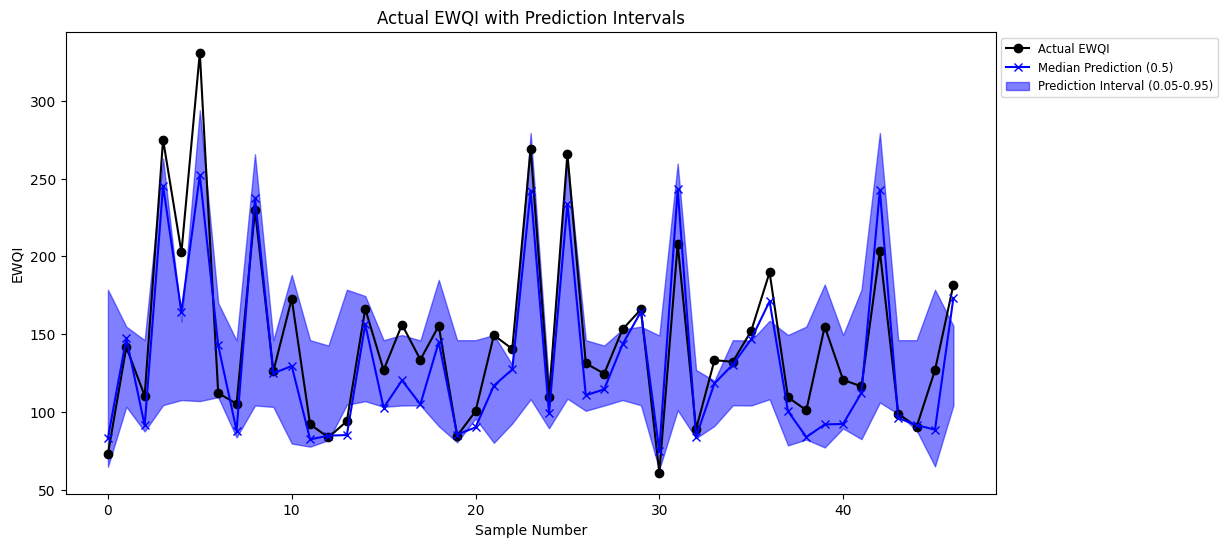 Actual EWQI with Prediction Intervals
Actual EWQI
Median Prediction (0.5)
Prediction Interval (0.05-0.95)
EWQI
300
250
200
150
100
50
0
10
20
30
40
Sample Number